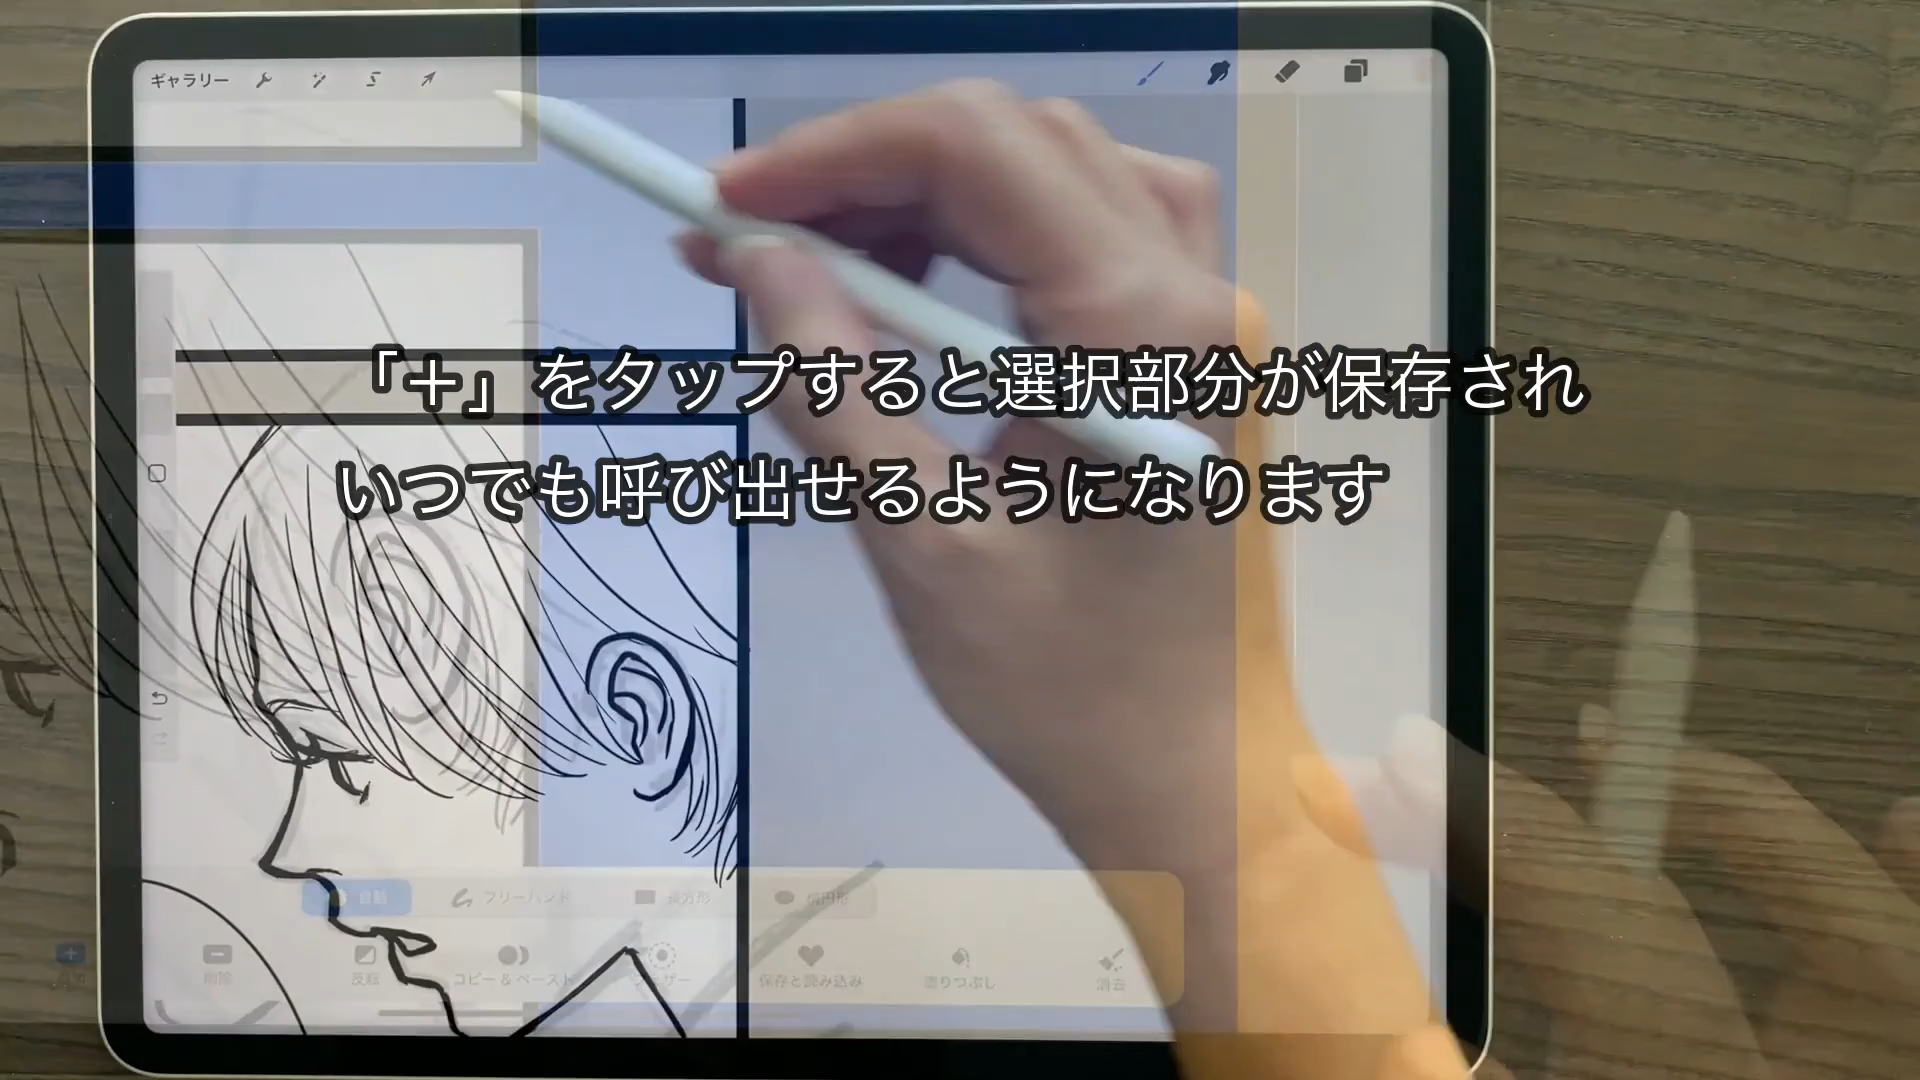 ギャラリー
「＋」をタップすると選択部分が保存され
いつでも呼び出せるようになります
自動
フリーハンド
長方形
楕円形
削除
反転
コピー＆ペースト
保存と読み込み
塗りつぶし
消去